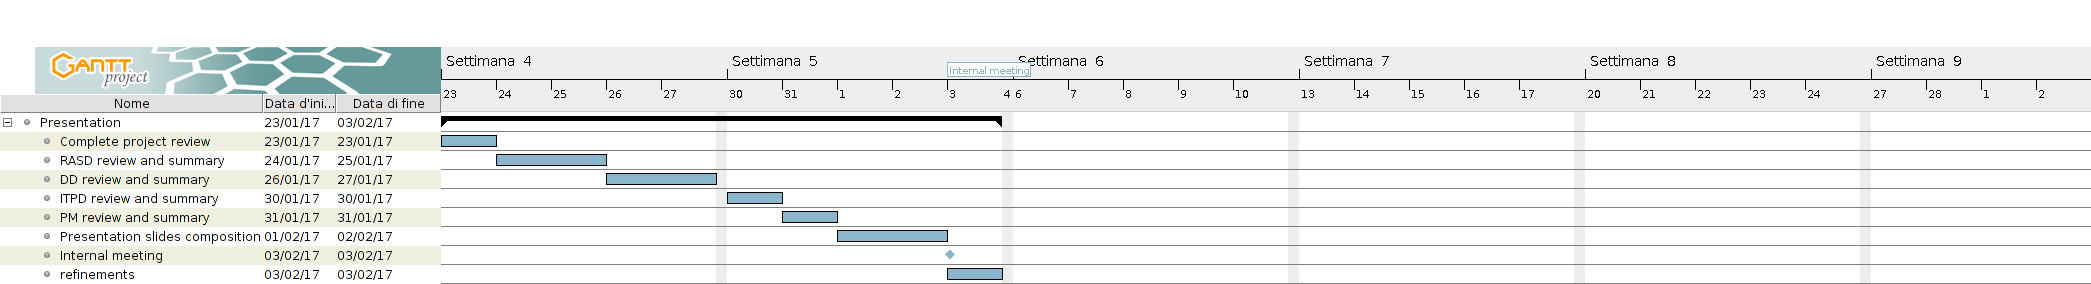 GANTT
project
Settimana 4 Settimana 5 Settimana 6 Settimana 7 Settimana 8 Settimana 9
Internal meeting
23 24 25 26 27 30 31 1 2 3 4 6 7 8 9 10 13 14 15 16 17 20 21 22 23 24 27 28 1 2
Nome Data d'ini... Data di fine
Presentation 23/01/17 03/02/17
Complete project review 23/01/17 23/01/17
RASD review and summary 24/01/17 25/01/17
DD review and summary 26/01/17 27/01/17
ITPD review and summary 30/01/17 30/01/17
PM review and summary 31/01/17 31/01/17
Presentation slides composition 01/02/17 02/02/17
Internal meeting 03/02/17 03/02/17
refinements 03/02/17 03/02/17